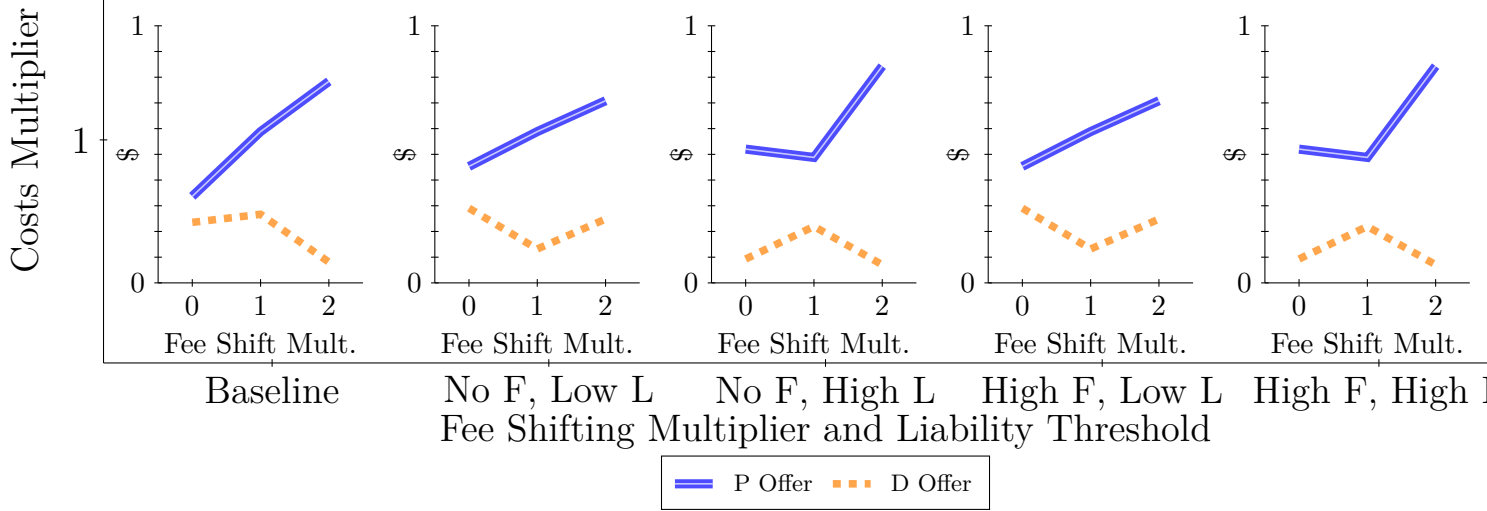 Costs Multiplier
1
1
$
0
0 1 2
Fee Shift Mult.
1
$
0
0 1 2
Fee Shift Mult.
1
$
0
0 1 2
Fee Shift Mult.
1
$
0
0 1 2
Fee Shift Mult.
1
$
0
0 1 2
Fee Shift Mult.
Baseline
No F, Low L
No F, High L
High F, Low L
High F, High
Fee Shifting Multiplier and Liability Threshold
P Offer
D Offer